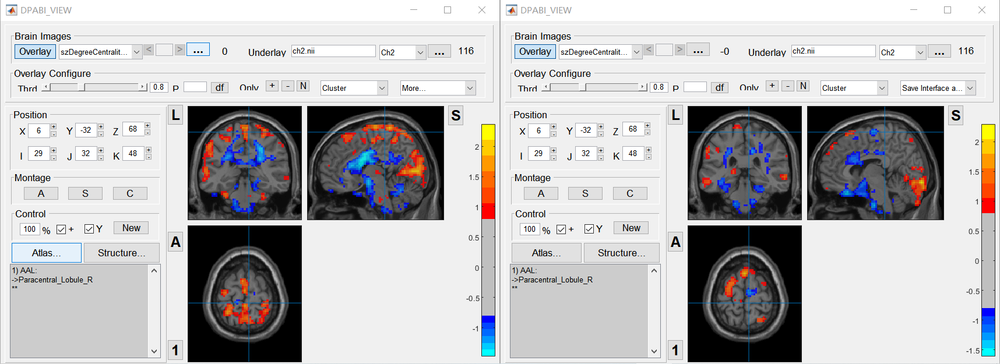 DPABI_VIEW
Brain Images
Overlay szDegreeCentralit... < > ... 0 Underlay ch2.nii Ch2 ... 116
Overlay Configure
Thrd 0.8 P df Only + - N Cluster More...
Position
X 6 + - Y -32 + - Z 68 + -
I 29 + - J 32 + - K 48 + -
Montage
A S C
Control
100 % + Y New
Atlas... Structure...
1) AAL:
->Paracentral_Lobule_R
**
L
S
A
1
2
1.5
1
0.5
0
-0.5
-1
DPABI_VIEW
Brain Images
Overlay szDegreeCentralit... < > ... -0 Underlay ch2.nii Ch2 ... 116
Overlay Configure
Thrd 0.8 P df Only + - N Cluster Save Interface a...
Position
X 6 + - Y -32 + - Z 68 + -
I 29 + - J 32 + - K 48 + -
Montage
A S C
Control
100 % + Y New
Atlas... Structure...
1) AAL:
->Paracentral_Lobule_R
**
L
S
A
1
2
1.5
1
0.5
0
-0.5
-1
-1.5